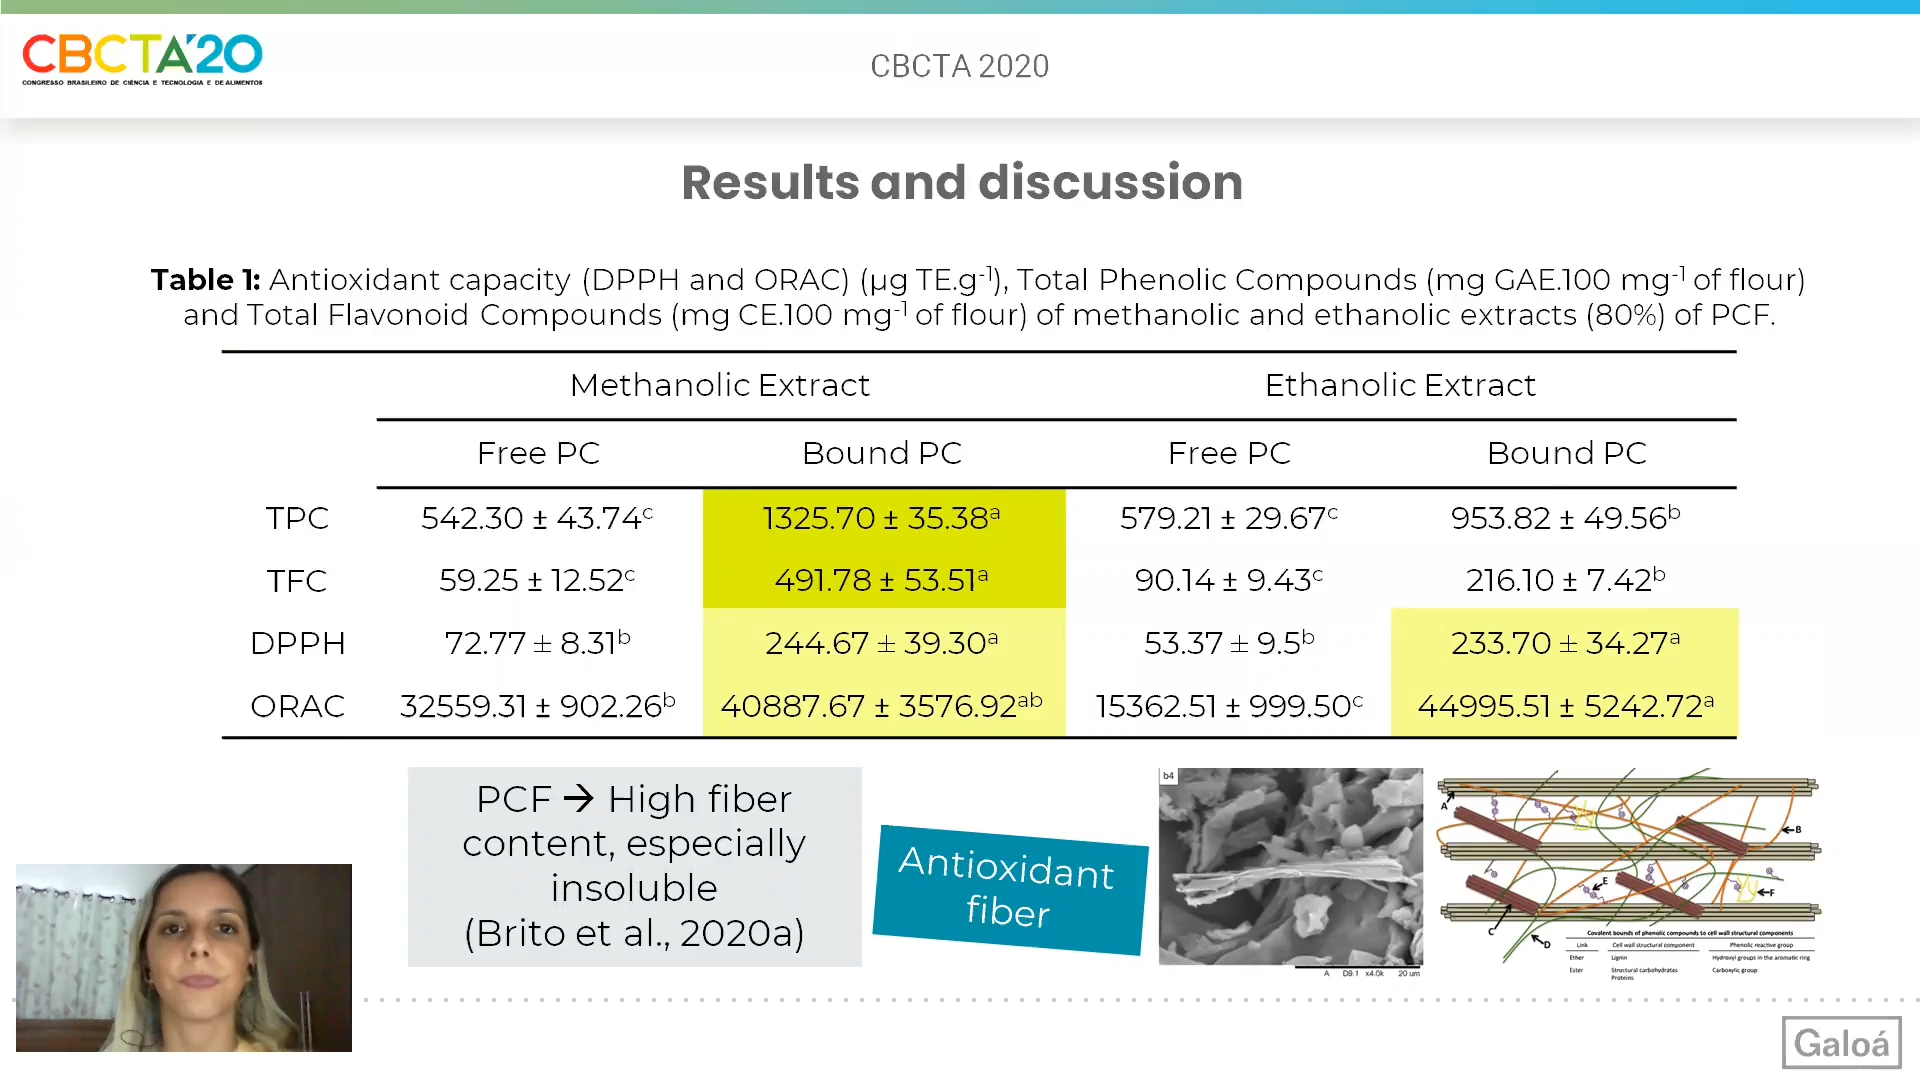 CBCTA'20
CONGRESSO BRASILEIRO DE CIÊNCIA E TECNOLOGIA E DE ALIMENTOS
CBCTA 2020
Results and discussion
Table 1: Antioxidant capacity (DPPH and ORAC) (µg TE.g⁻¹), Total Phenolic Compounds (mg GAE.100 mg⁻¹ of flour)
and Total Flavonoid Compounds (mg CE.100 mg⁻¹ of flour) of methanolic and ethanolic extracts (80%) of PCF.
Methanolic Extract Ethanolic Extract
Free PC Bound PC Free PC Bound PC
TPC 542.30 ± 43.74ᶜ 1325.70 ± 35.38ᵃ 579.21 ± 29.67ᶜ 953.82 ± 49.56ᵇ
TFC 59.25 ± 12.52ᶜ 491.78 ± 53.51ᵃ 90.14 ± 9.43ᶜ 216.10 ± 7.42ᵇ
DPPH 72.77 ± 8.31ᵇ 244.67 ± 39.30ᵃ 53.37 ± 9.5ᵇ 233.70 ± 34.27ᵃ
ORAC 32559.31 ± 902.26ᵇ 40887.67 ± 3576.92ᵃᵇ 15362.51 ± 999.50ᶜ 44995.51 ± 5242.72ᵃ
PCF → High fiber
content, especially
insoluble
(Brito et al., 2020a)
Antioxidant
fiber
b4
A D9.1 x4.0k 20 um
A
B
E
F
C
D
Covalent bounds of phenolic compounds to cell wall structural components
Link Cell wall structural component Phenolic reactive group
Ether Lignin Hydroxyl groups in the aromatic ring
Ester Structural carbohydrates Carboxylic group
Proteins
Galoá